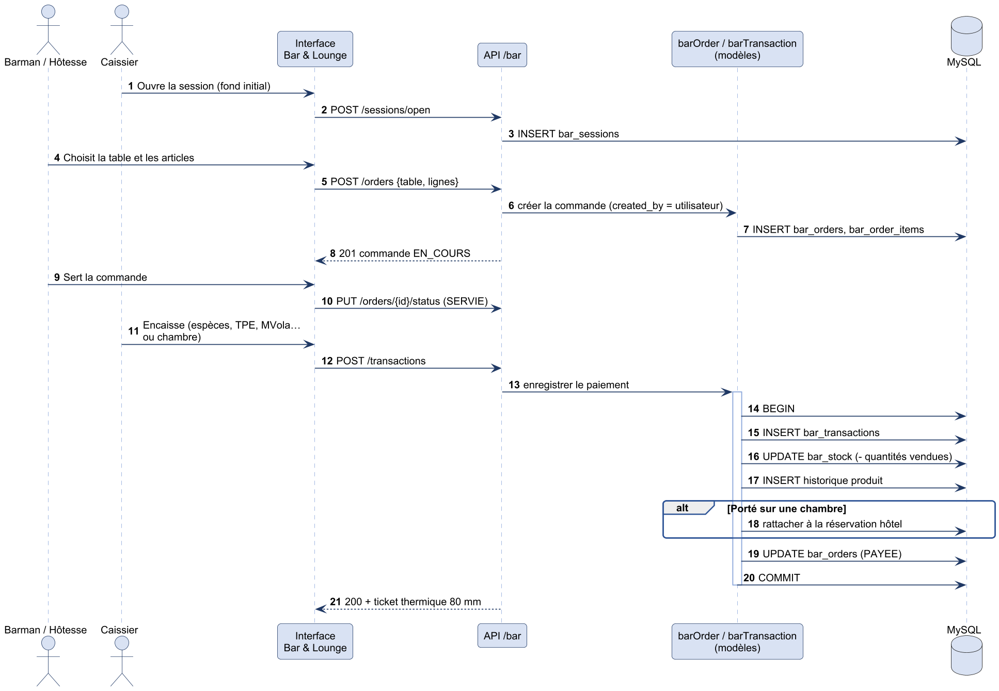 Barman / Hôtesse
Caissier
Interface
Bar & Lounge
API /bar
barOrder / barTransaction
(modèles)
MySQL
1 Ouvre la session (fond initial)
2 POST /sessions/open
3 INSERT bar_sessions
4 Choisit la table et les articles
5 POST /orders {table, lignes}
6 créer la commande (created_by = utilisateur)
7 INSERT bar_orders, bar_order_items
8 201 commande EN_COURS
9 Sert la commande
10 PUT /orders/{id}/status (SERVIE)
11 Encaisse (espèces, TPE, MVola…
ou chambre)
12 POST /transactions
13 enregistrer le paiement
14 BEGIN
15 INSERT bar_transactions
16 UPDATE bar_stock (- quantités vendues)
17 INSERT historique produit
alt [Porté sur une chambre]
18 rattacher à la réservation hôtel
19 UPDATE bar_orders (PAYEE)
20 COMMIT
21 200 + ticket thermique 80 mm
Barman / Hôtesse
Caissier
Interface
Bar & Lounge
API /bar
barOrder / barTransaction
(modèles)
MySQL